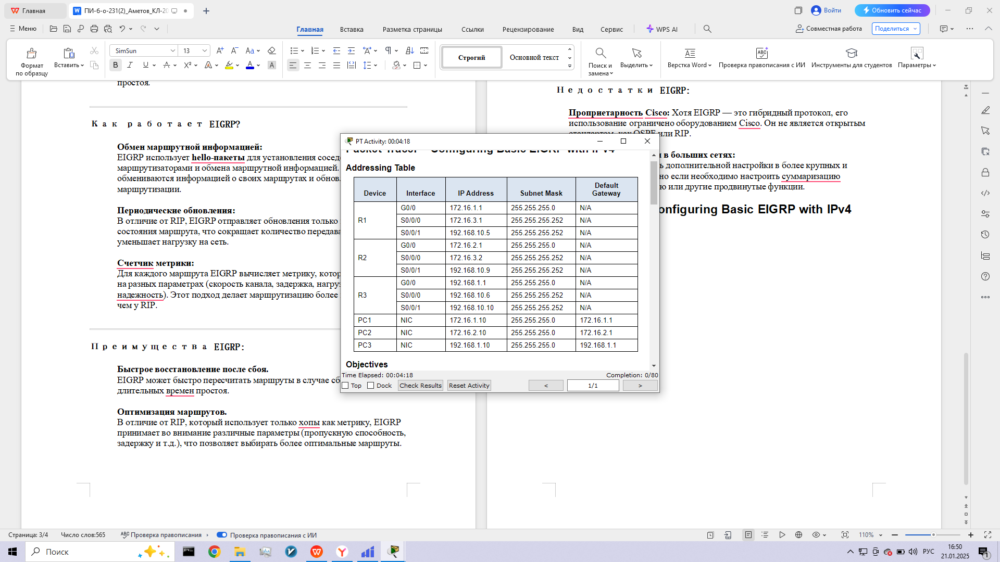 Главная
ПИ-б-о-231(2)_Аметов_КЛ-20
Войти
Обновить сейчас
Меню
Главная
Вставка
Разметка страницы
Ссылки
Рецензирование
Вид
Сервис
WPS AI
Совместная работа
Поделиться
Формат по образцу
Вставить
SimSun
13
Строгий
Основной текст
Поиск и замена
Выделить
Верстка Word
Проверка правописания с ИИ
Инструменты для студентов
Параметры
простоя.
Как работает EIGRP?
Обмен маршрутной информацией:
EIGRP использует hello-пакеты для установления сосед
маршрутизаторами и обмена маршрутной информацией.
обмениваются информацией о своих маршрутах и обнов
маршрутизации.
Периодические обновления:
В отличие от RIP, EIGRP отправляет обновления только
состояния маршрута, что сокращает количество передава
уменьшает нагрузку на сеть.
Счетчик метрики:
Для каждого маршрута EIGRP вычисляет метрику, котор
на разных параметрах (скорость канала, задержка, нагруз
надежность). Этот подход делает маршрутизацию более
чем у RIP.
Преимущества EIGRP:
Быстрое восстановление после сбоя.
EIGRP может быстро пересчитать маршруты в случае сб
длительных времен простоя.
Оптимизация маршрутов.
В отличие от RIP, который использует только хопы как метрику, EIGRP
принимает во внимание различные параметры (пропускную способность,
задержку и т.д.), что позволяет выбирать более оптимальные маршруты.
Недостатки EIGRP:
Проприетарность Cisco: Хотя EIGRP — это гибридный протокол, его
использование ограничено оборудованием Cisco. Он не является открытым
стандартом, как OSPF или RIP.
в больших сетях:
дополнительной настройки в более крупных и
но если необходимо настроить суммаризацию
ю или другие продвинутые функции.
onfiguring Basic EIGRP with IPv4
PT Activity: 00:04:18
Packet Tracer - Configuring Basic EIGRP with IPv4
Addressing Table
Device Interface IP Address Subnet Mask Default Gateway
R1 G0/0 172.16.1.1 255.255.255.0 N/A
S0/0/0 172.16.3.1 255.255.255.252 N/A
S0/0/1 192.168.10.5 255.255.255.252 N/A
R2 G0/0 172.16.2.1 255.255.255.0 N/A
S0/0/0 172.16.3.2 255.255.255.252 N/A
S0/0/1 192.168.10.9 255.255.255.252 N/A
R3 G0/0 192.168.1.1 255.255.255.0 N/A
S0/0/0 192.168.10.6 255.255.255.252 N/A
S0/0/1 192.168.10.10 255.255.255.252 N/A
PC1 NIC 172.16.1.10 255.255.255.0 172.16.1.1
PC2 NIC 172.16.2.10 255.255.255.0 172.16.2.1
PC3 NIC 192.168.1.10 255.255.255.0 192.168.1.1
Objectives
Time Elapsed: 00:04:18
Completion: 0/80
Top
Dock
Check Results
Reset Activity
<
1/1
>
Страница: 3/4
Число слов:565
Проверка правописания
Проверка правописания с ИИ
110%
Поиск
РУС
16:50
21.01.2025
1